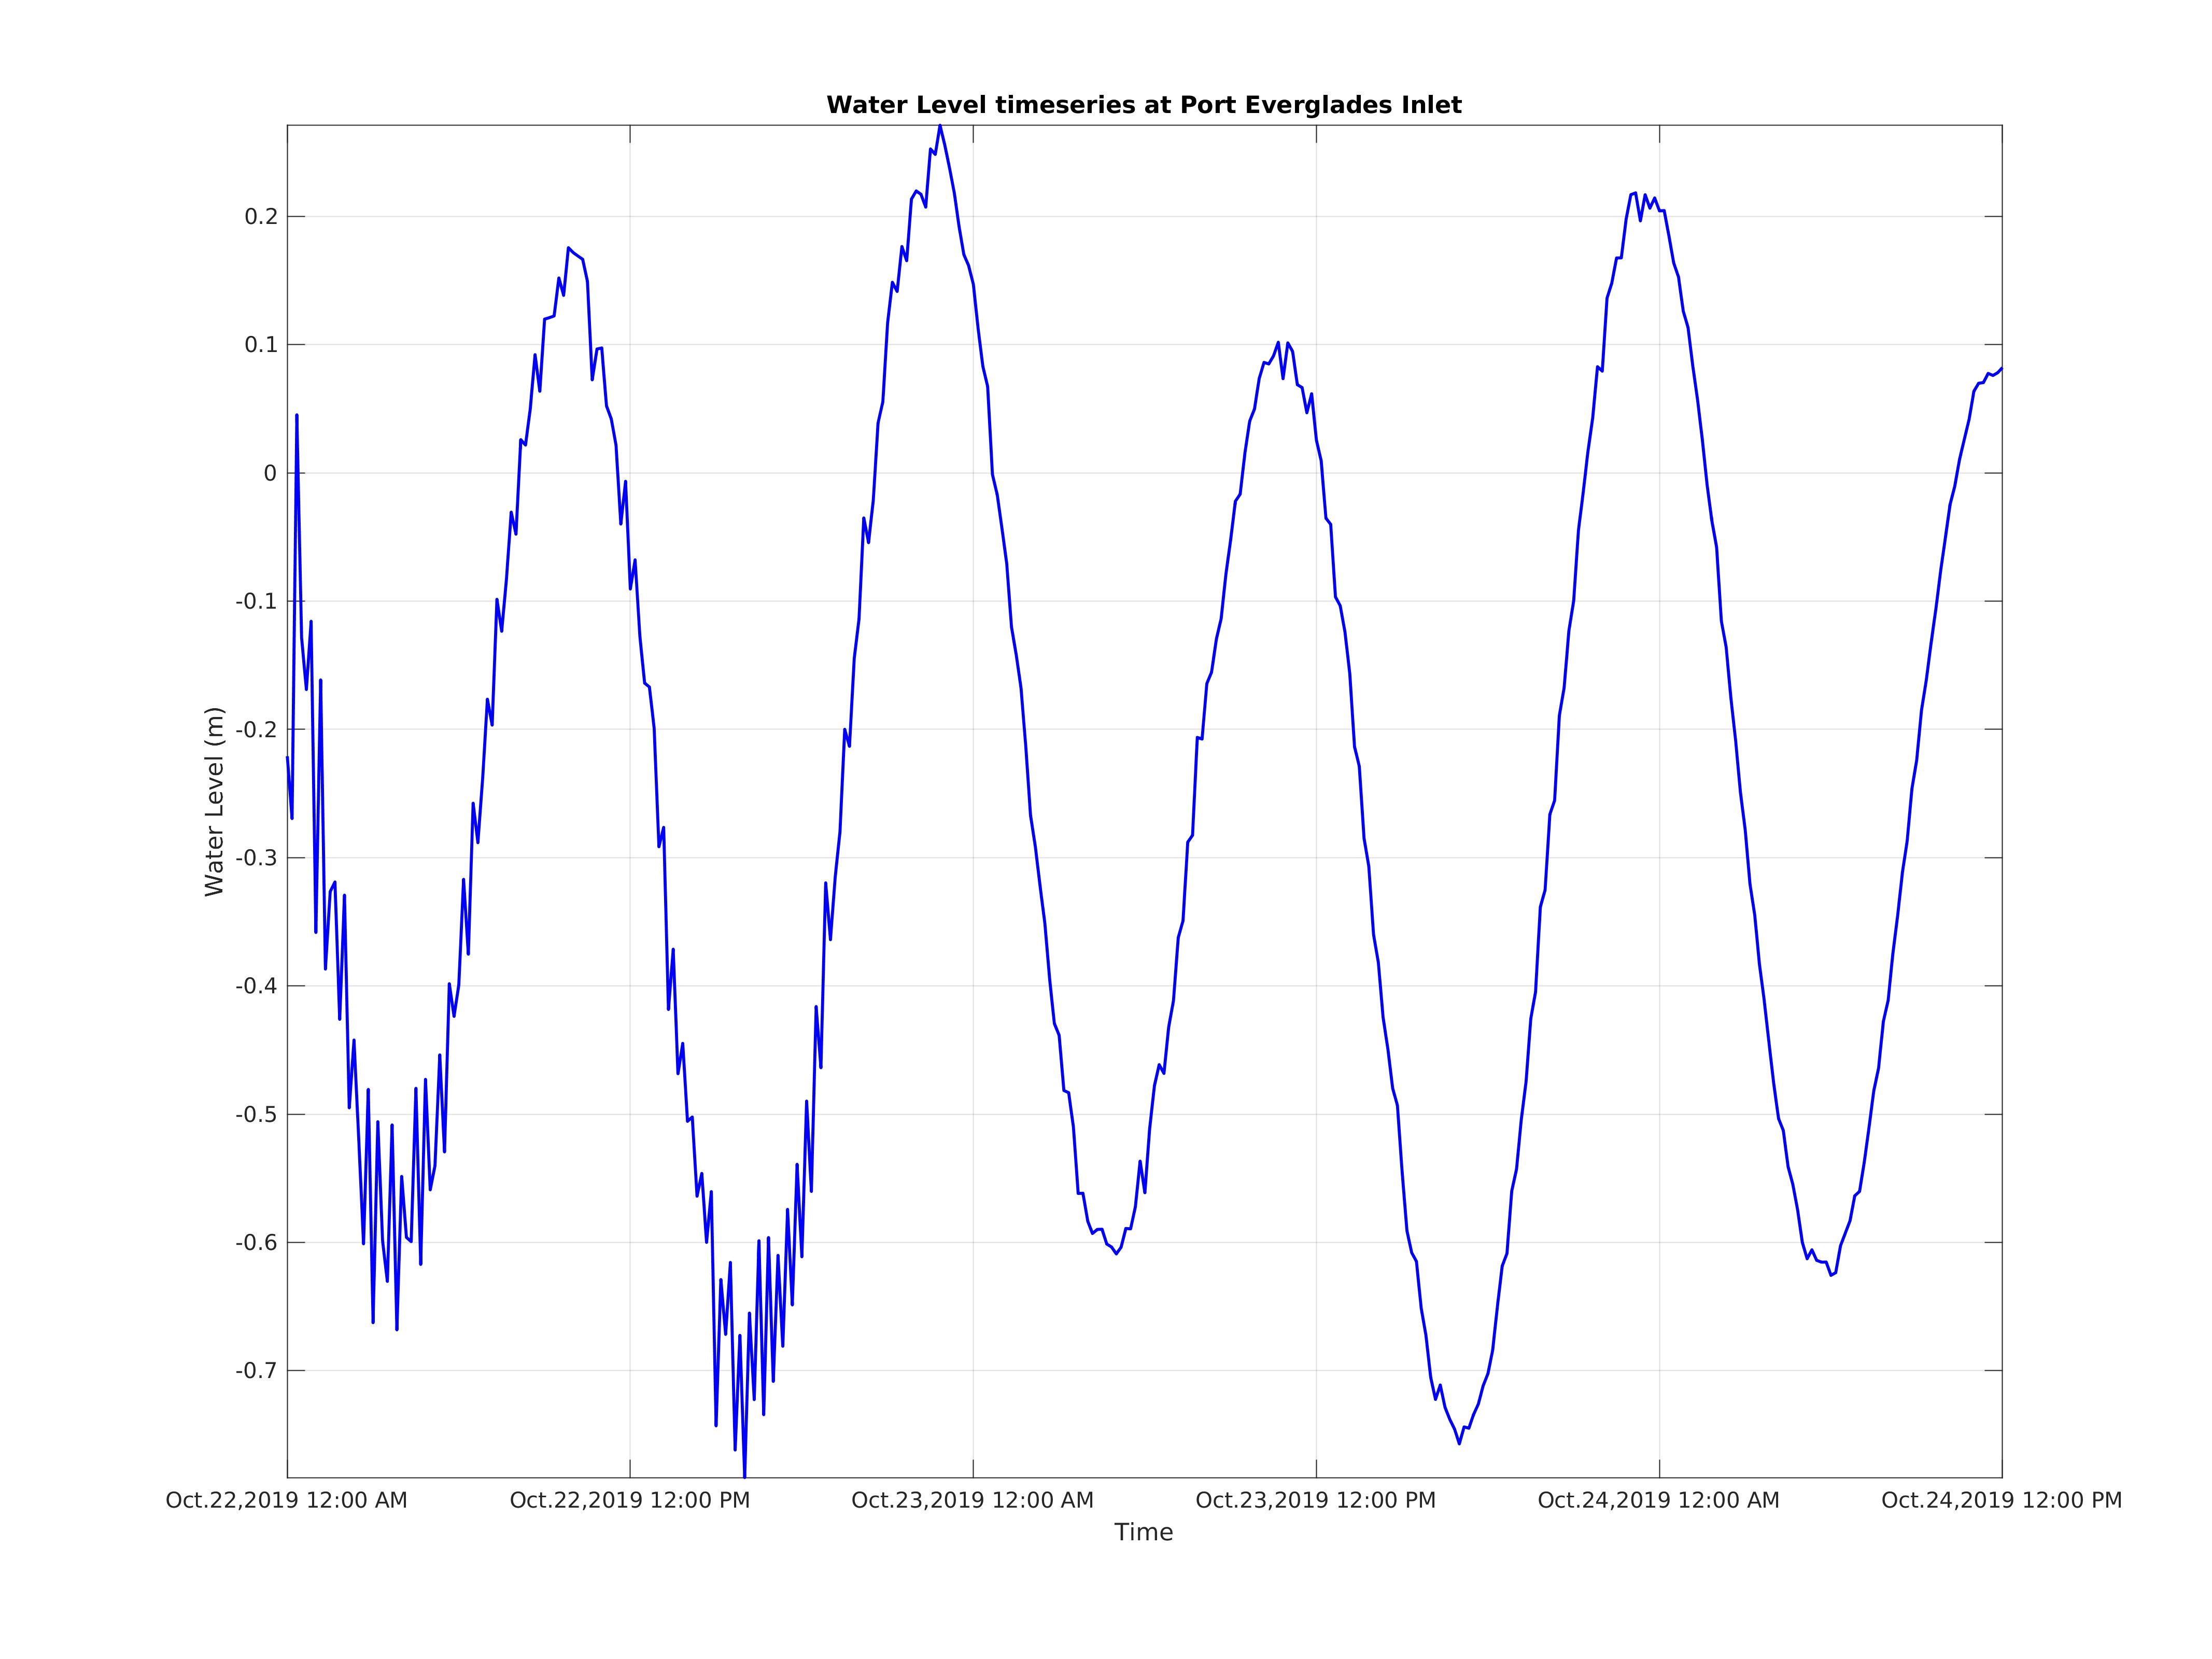 Water Level timeseries at Port Everglades Inlet
0.2
0.1
0
-0.1
-0.2
-0.3
-0.4
-0.5
-0.6
-0.7
Water Level (m)
Oct.22,2019 12:00 AM Oct.22,2019 12:00 PM Oct.23,2019 12:00 AM Oct.23,2019 12:00 PM Oct.24,2019 12:00 AM Oct.24,2019 12:00 PM
Time